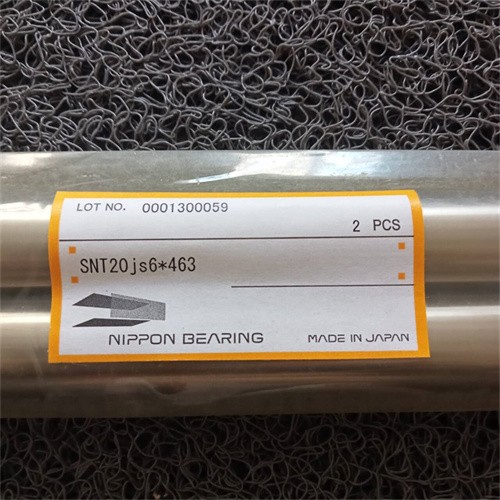 LOT NO. 0001300059
2 PCS
SNT20js6*463
NIPPON BEARING MADE IN JAPAN